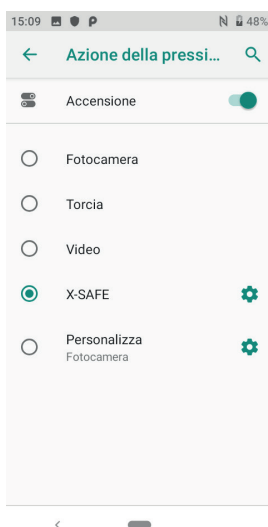 15:09 48%
Azione della pressi...
Accensione
Fotocamera
Torcia
Video
X-SAFE
Personalizza
Fotocamera